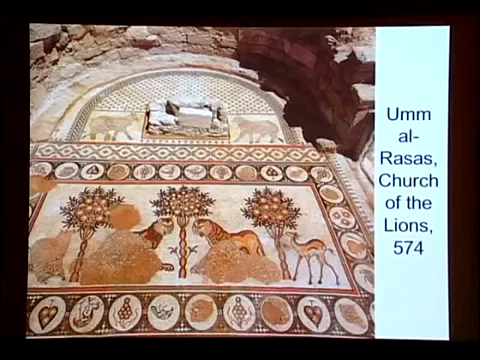 Umm
al-
Rasas,
Church
of the
Lions,
574